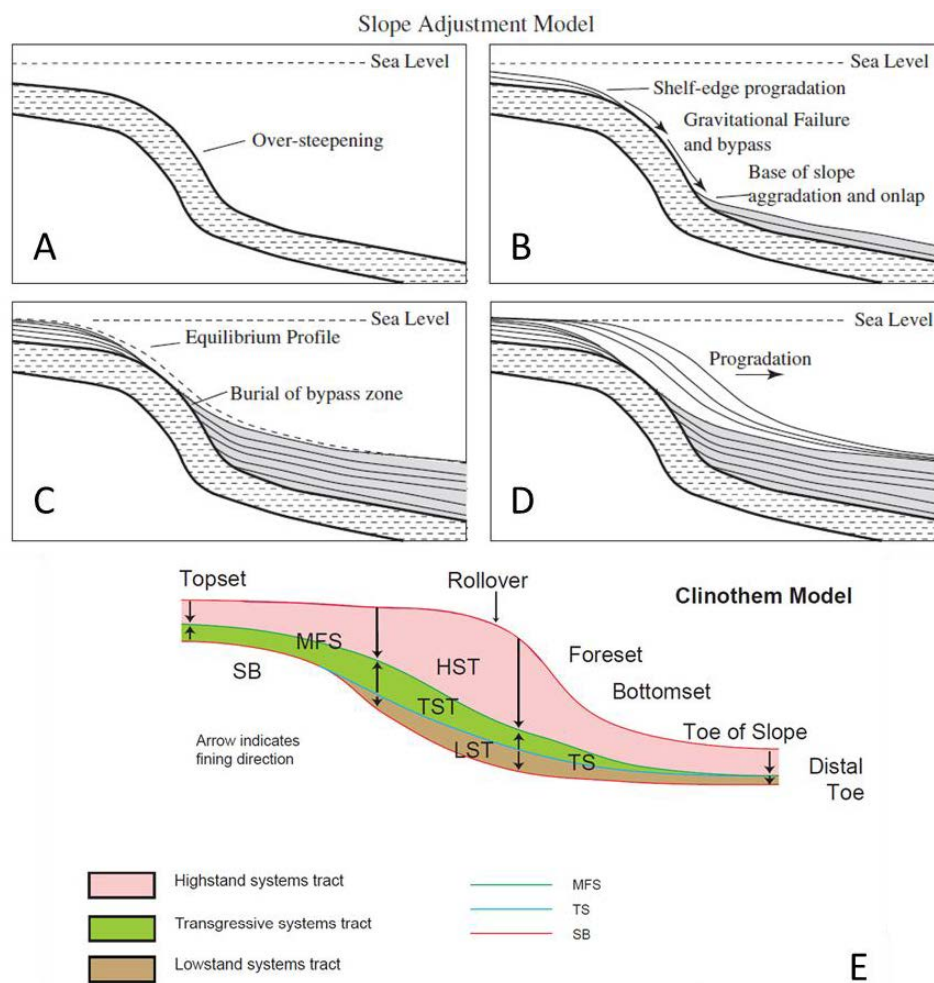 Slope Adjustment Model
Sea Level
Over-steepening
A
Sea Level
Shelf-edge progradation
Gravitational Failure
and bypass
Base of slope
aggradation and onlap
B
Sea Level
Equilibrium Profile
Burial of bypass zone
C
Sea Level
Progradation
D
Clinothem Model
Topset
Rollover
MFS
SB
HST
Foreset
Bottomset
TST
LST
TS
Toe of Slope
Distal
Toe
Arrow indicates
fining direction
Highstand systems tract
Transgressive systems tract
Lowstand systems tract
MFS
TS
SB
E